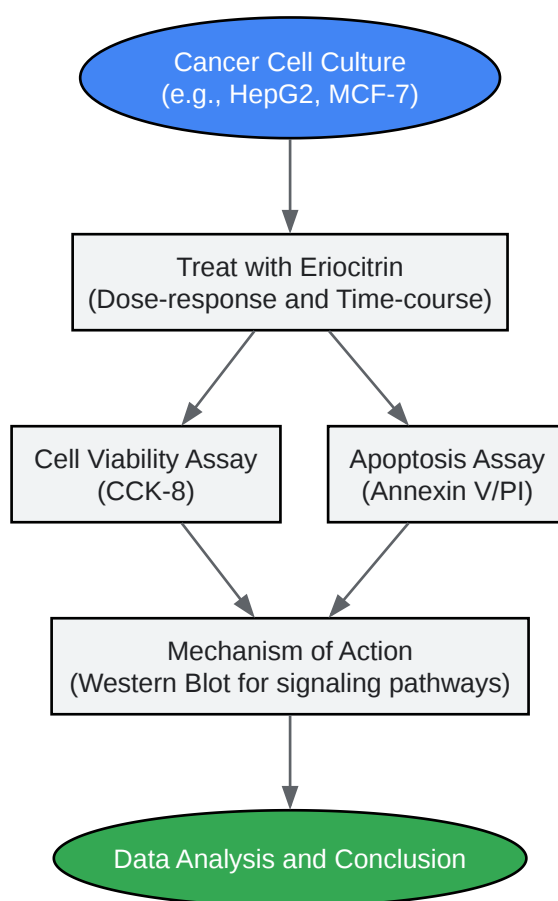 Cancer Cell Culture
(e.g., HepG2, MCF-7)
Treat with Eriocitrin
(Dose-response and Time-course)
Cell Viability Assay
(CCK-8)
Apoptosis Assay
(Annexin V/PI)
Mechanism of Action
(Western Blot for signaling pathways)
Data Analysis and Conclusion